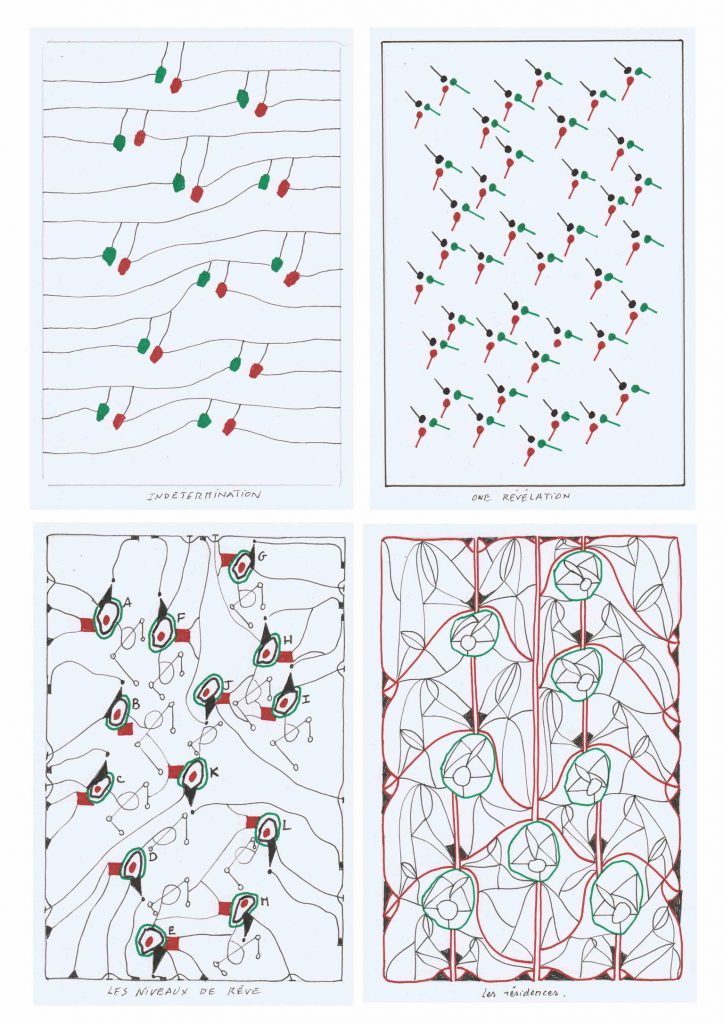 INDETERMINATION
UNE RÉVÉLATION
G
A
F
H
J
I
B
K
C
L
D
M
E
LES NIVEAUX DE RÊVE
Les résidences.